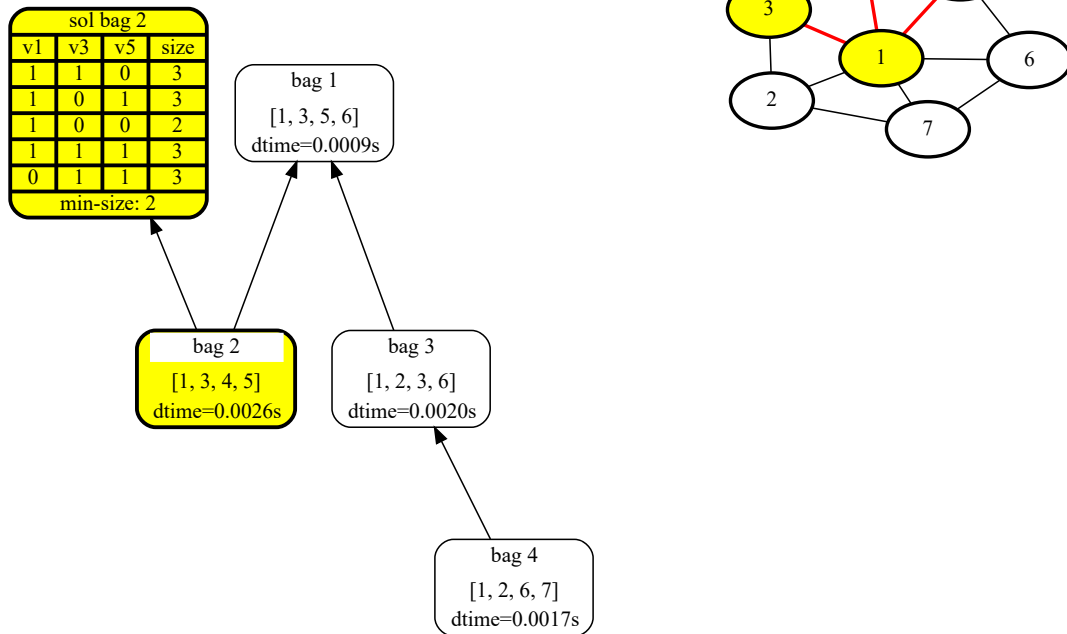 sol bag 2
v1 v3 v5 size
1 1 0 3
1 0 1 3
1 0 0 2
1 1 1 3
0 1 1 3
min-size: 2
bag 1
[1, 3, 5, 6]
dtime=0.0009s
bag 2
[1, 3, 4, 5]
dtime=0.0026s
bag 3
[1, 2, 3, 6]
dtime=0.0020s
bag 4
[1, 2, 6, 7]
dtime=0.0017s
3
1
6
2
7